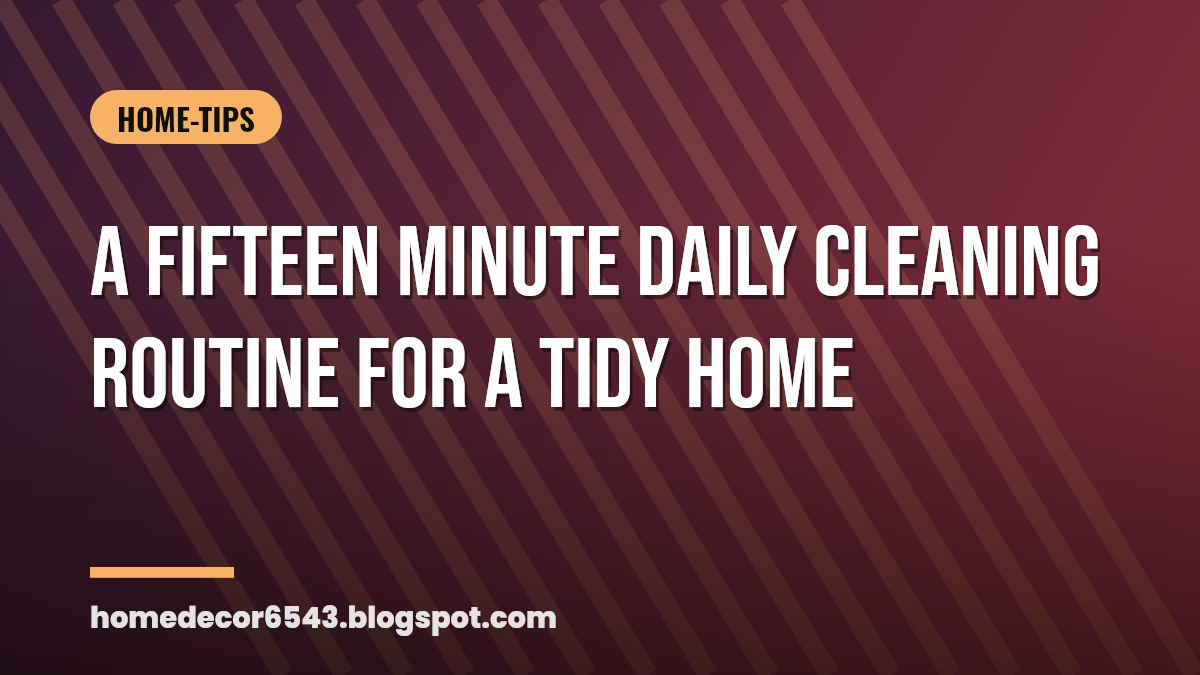 HOME-TIPS
A FIFTEEN MINUTE DAILY CLEANING
ROUTINE FOR A TIDY HOME
homedecor6543.blogspot.com